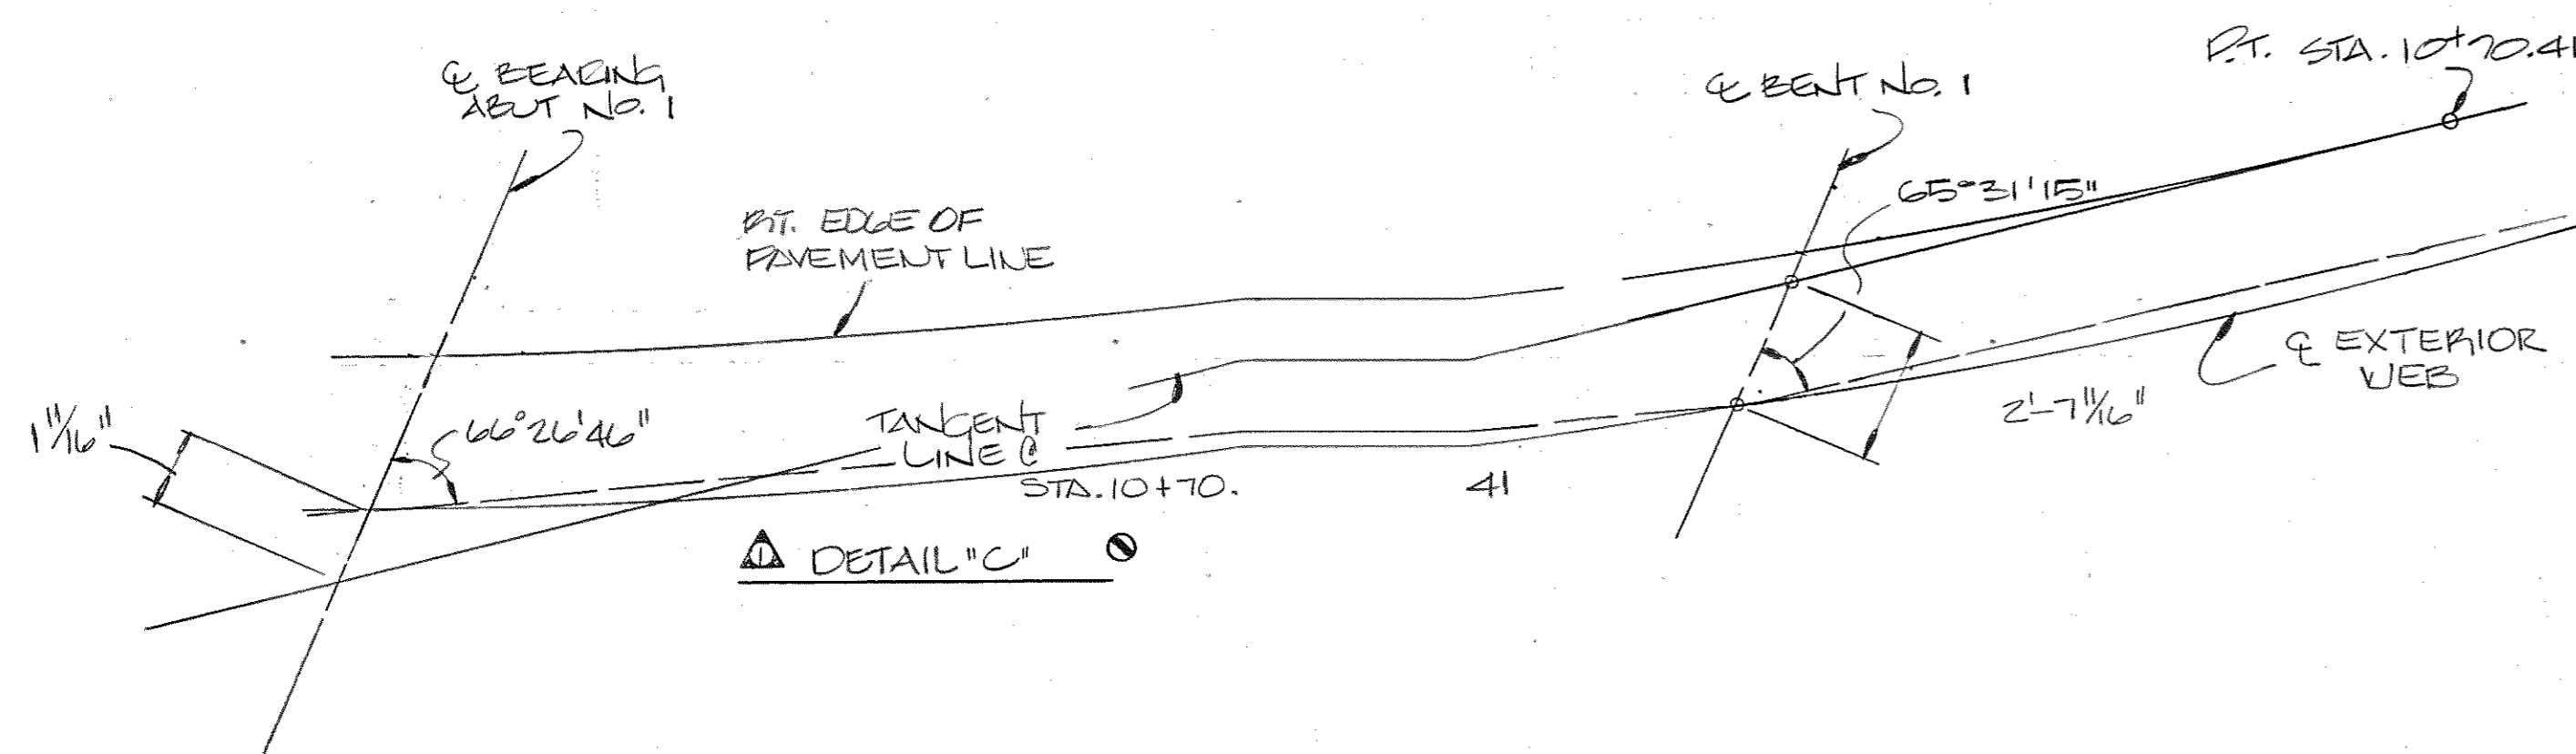 ℄ BEARING
ABUT No. 1
℄ BENT No. 1
P.T. STA. 10+70.41
65°31'15"
RT. EDGE OF
PAVEMENT LINE
1 11/16"
66°26'46"
TANGENT
LINE @
STA. 10+70.
41
2'-7 11/16"
℄ EXTERIOR
WEB
1 DETAIL "C"